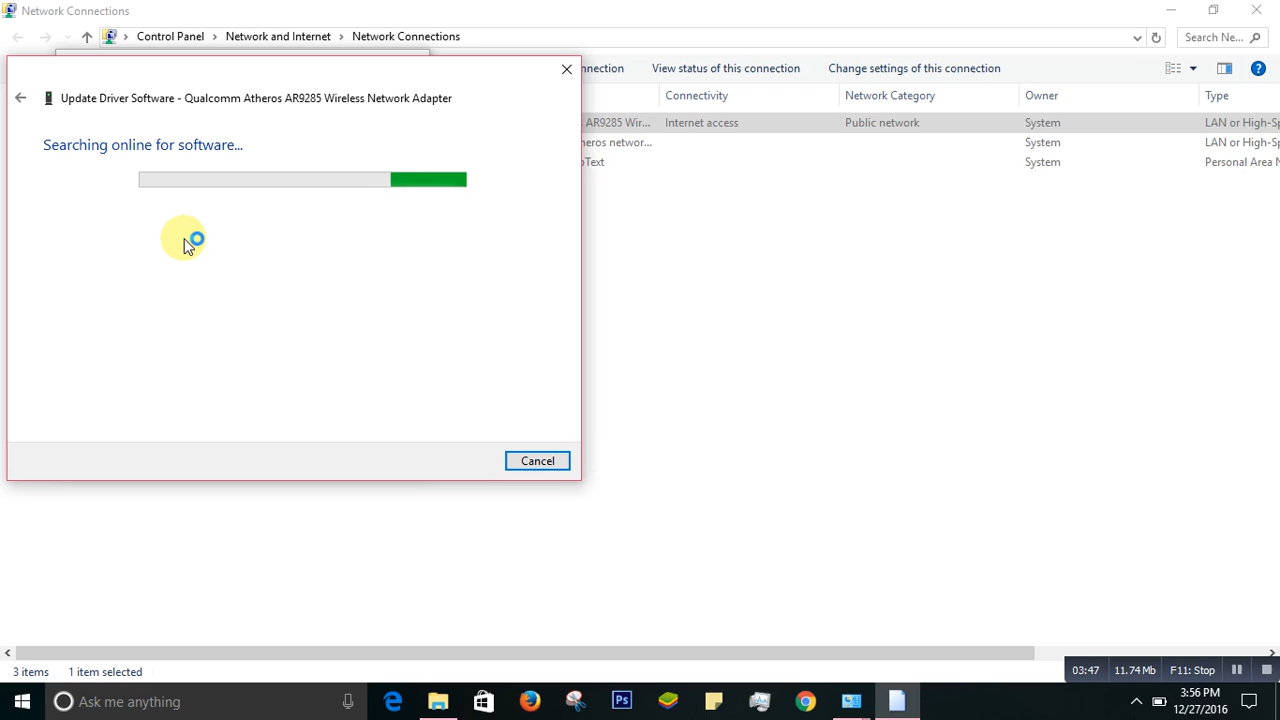 Network Connections
Control Panel > Network and Internet > Network Connections
Search Ne...
nnection View status of this connection Change settings of this connection
Update Driver Software - Qualcomm Atheros AR9285 Wireless Network Adapter
Searching online for software...
Cancel
Connectivity Network Category Owner Type
AR9285 Wir... Internet access Public network System LAN or High-Sp
heros networ... System LAN or High-Sp
Text System Personal Area N
3 items 1 item selected
03:47 11.74 Mb F11: Stop
Ask me anything
Ps
3:56 PM
12/27/2016